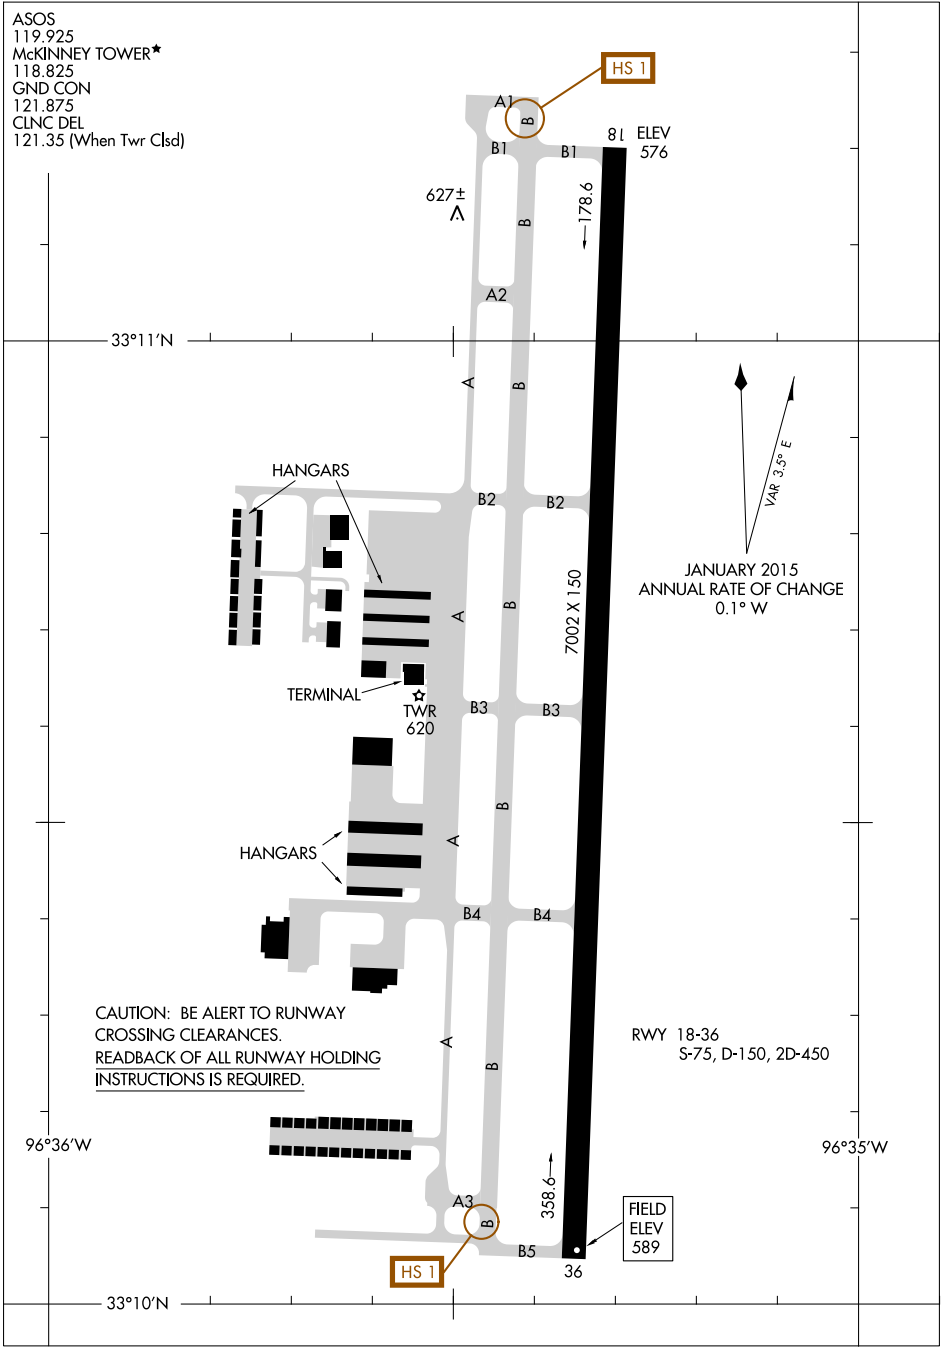 ASOS
119.925
McKINNEY TOWER★
118.825
GND CON
121.875
CLNC DEL
121.35 (When Twr Clsd)
HS 1
A1
B
B1
B1
18
ELEV
576
627±
178.6
B
A2
33°11'N
A
B
VAR 3.5° E
HANGARS
B2
B2
JANUARY 2015
ANNUAL RATE OF CHANGE
0.1° W
7002 X 150
A
B
TERMINAL
TWR
620
B3
B3
B
A
HANGARS
B4
B4
CAUTION: BE ALERT TO RUNWAY
CROSSING CLEARANCES.
READBACK OF ALL RUNWAY HOLDING
INSTRUCTIONS IS REQUIRED.
A
B
RWY 18-36
S-75, D-150, 2D-450
96°36'W
96°35'W
358.6
A3
B
FIELD
ELEV
589
B5
36
HS 1
33°10'N